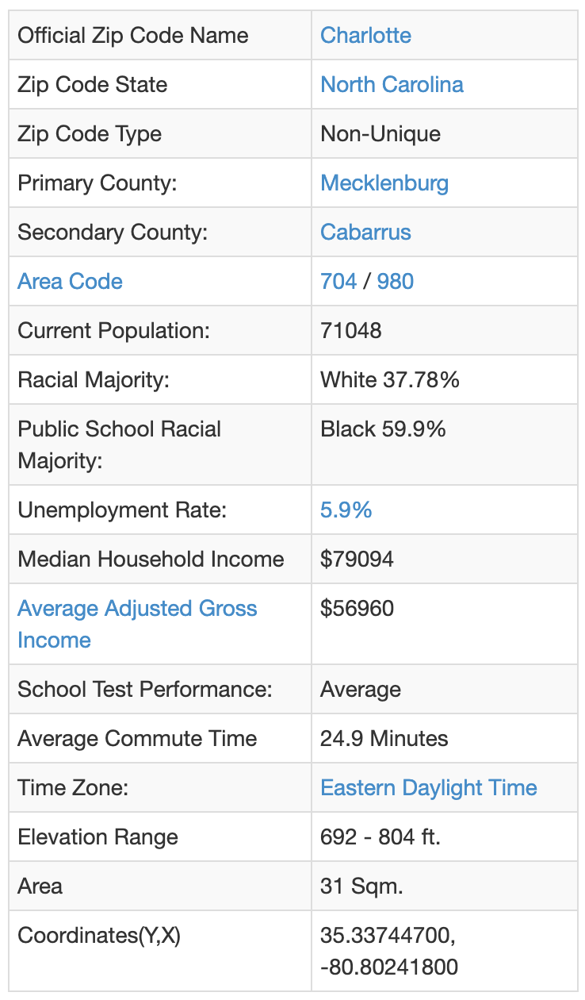 Official Zip Code Name Charlotte
Zip Code State North Carolina
Zip Code Type Non-Unique
Primary County: Mecklenburg
Secondary County: Cabarrus
Area Code 704 / 980
Current Population: 71048
Racial Majority: White 37.78%
Public School Racial Black 59.9%
Majority:
Unemployment Rate: 5.9%
Median Household Income $79094
Average Adjusted Gross $56960
Income
School Test Performance: Average
Average Commute Time 24.9 Minutes
Time Zone: Eastern Daylight Time
Elevation Range 692 - 804 ft.
Area 31 Sqm.
Coordinates(Y,X) 35.33744700,
-80.80241800